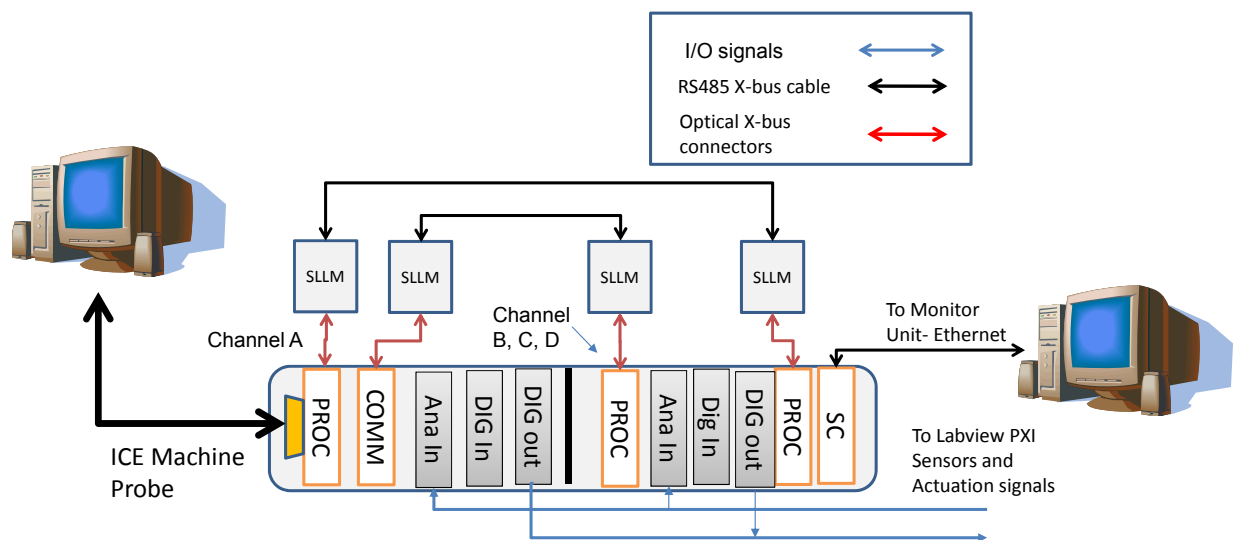 I/O signals
RS485 X-bus cable
Optical X-bus
connectors
SLLM
SLLM
SLLM
SLLM
Channel A
Channel
B, C, D
To Monitor
Unit- Ethernet
PROC
COMM
Ana In
DIG In
DIG out
PROC
Ana In
Dig In
DIG out
PROC
SC
ICE Machine
Probe
To Labview PXI
Sensors and
Actuation signals